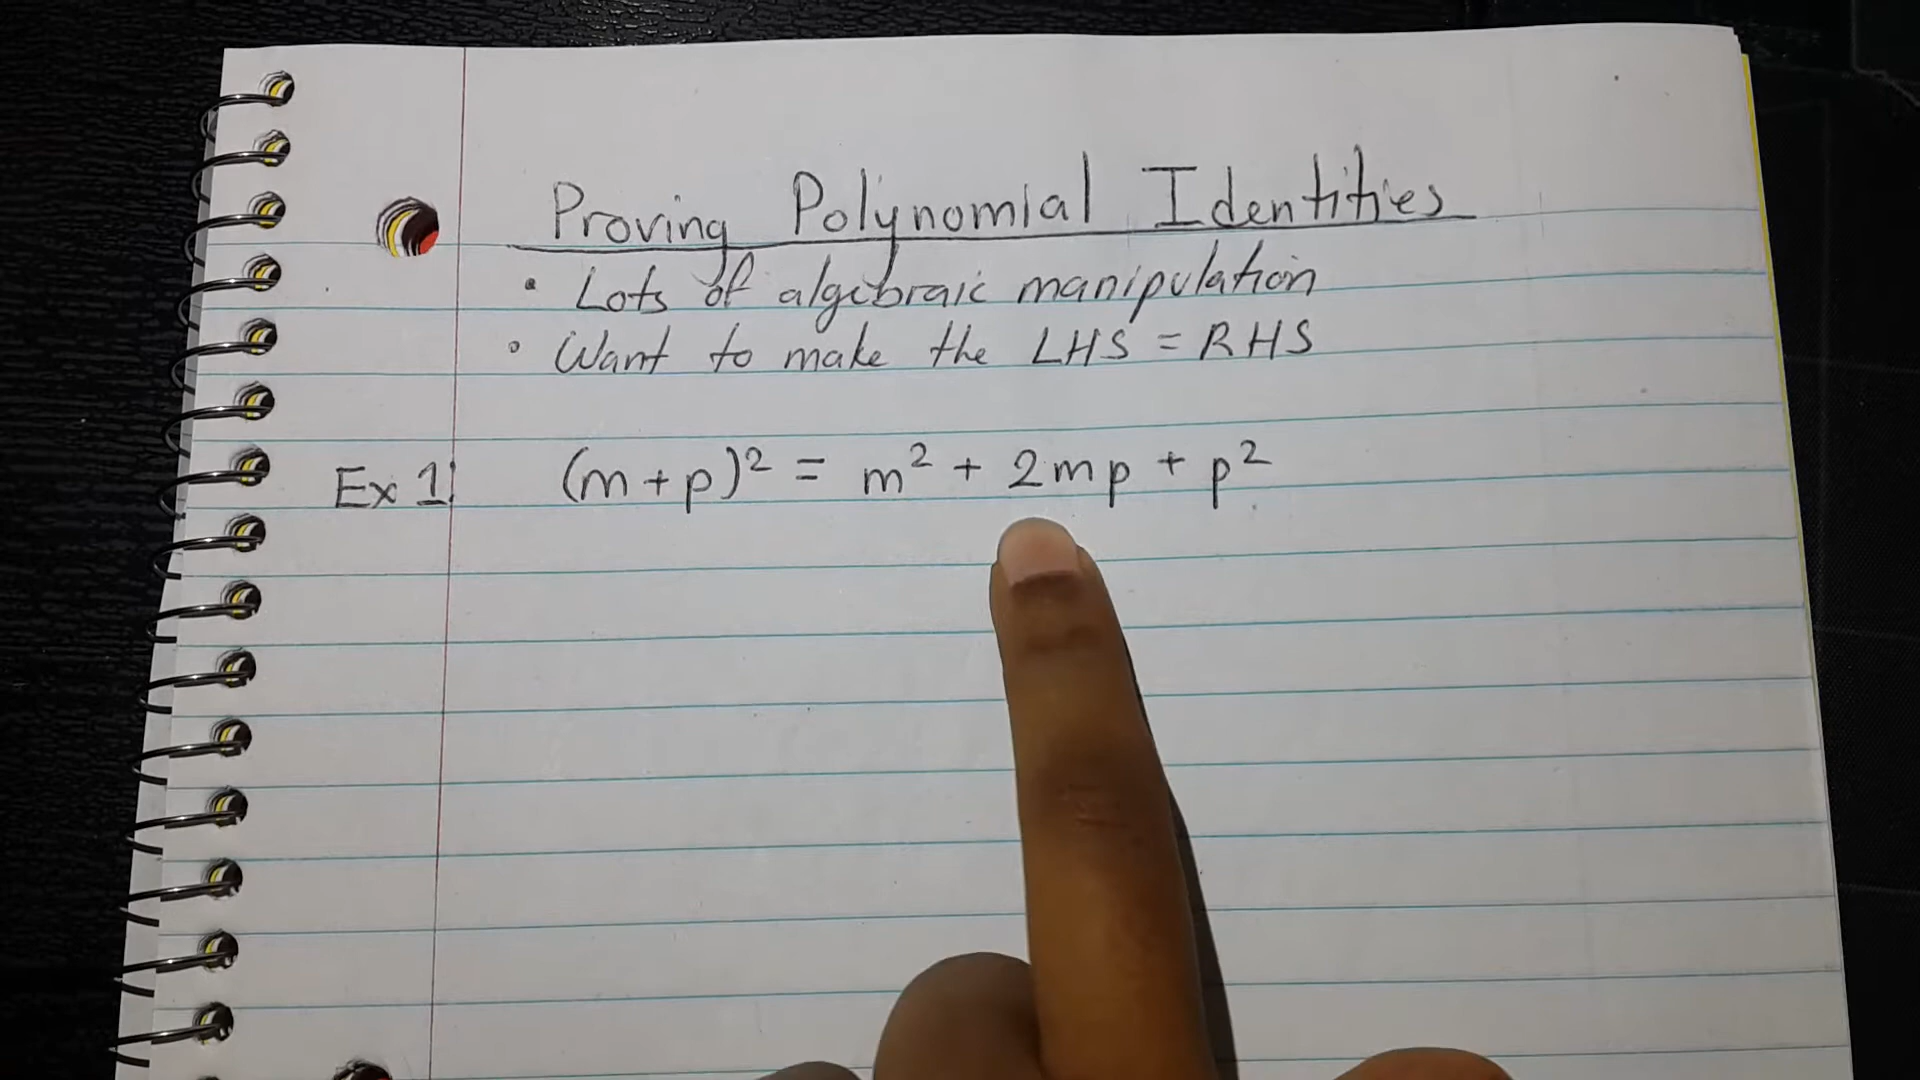 Proving Polynomial Identities
• Lots of algebraic manipulation
• Want to make the LHS = RHS
Ex 1: (m+p)² = m² + 2mp + p²